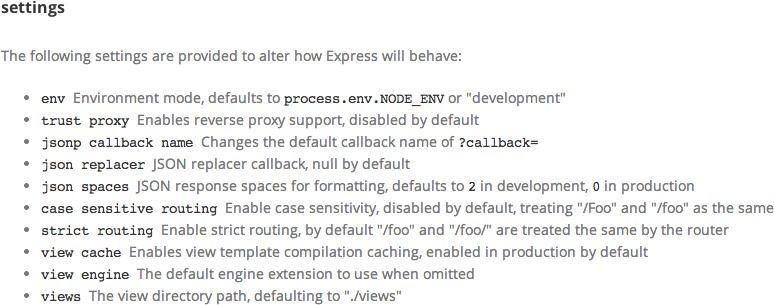 settings
The following settings are provided to alter how Express will behave:
• env Environment mode, defaults to process.env.NODE_ENV or "development"
• trust proxy Enables reverse proxy support, disabled by default
• jsonp callback name Changes the default callback name of ?callback=
• json replacer JSON replacer callback, null by default
• json spaces JSON response spaces for formatting, defaults to 2 in development, 0 in production
• case sensitive routing Enable case sensitivity, disabled by default, treating "/Foo" and "/foo" as the same
• strict routing Enable strict routing, by default "/foo" and "/foo/" are treated the same by the router
• view cache Enables view template compilation caching, enabled in production by default
• view engine The default engine extension to use when omitted
• views The view directory path, defaulting to "./views"